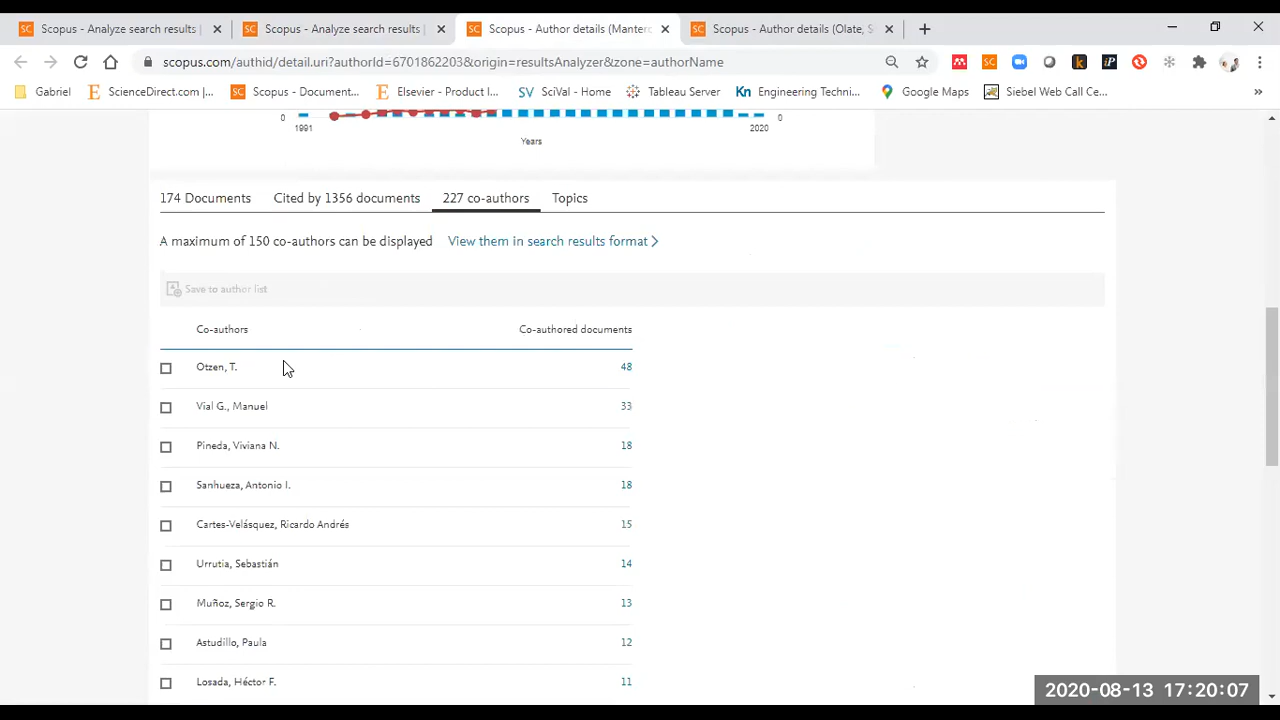 Scopus - Analyze search results |
Scopus - Analyze search results |
Scopus - Author details (Manter
Scopus - Author details (Olate, S
scopus.com/authid/detail.uri?authorId=6701866203&origin=resultsAnalyzer&zone=authorName
Gabriel
ScienceDirect.com |...
Scopus - Document...
Elsevier - Product I...
SciVal - Home
Tableau Server
Engineering Techni...
Google Maps
Siebel Web Call Ce...
»
0
0
1991
2020
Years
174 Documents
Cited by 1356 documents
227 co-authors
Topics
A maximum of 150 co-authors can be displayed
View them in search results format
Save to author list
Co-authors
Co-authored documents
Otzen, T.
48
Vial G., Manuel
33
Pineda, Viviana N.
18
Sanhueza, Antonio I.
18
Cartes-Velásquez, Ricardo Andrés
15
Urrutia, Sebastián
14
Muñoz, Sergio R.
13
Astudillo, Paula
12
Losada, Héctor F.
11
2020-08-13 17:20:07